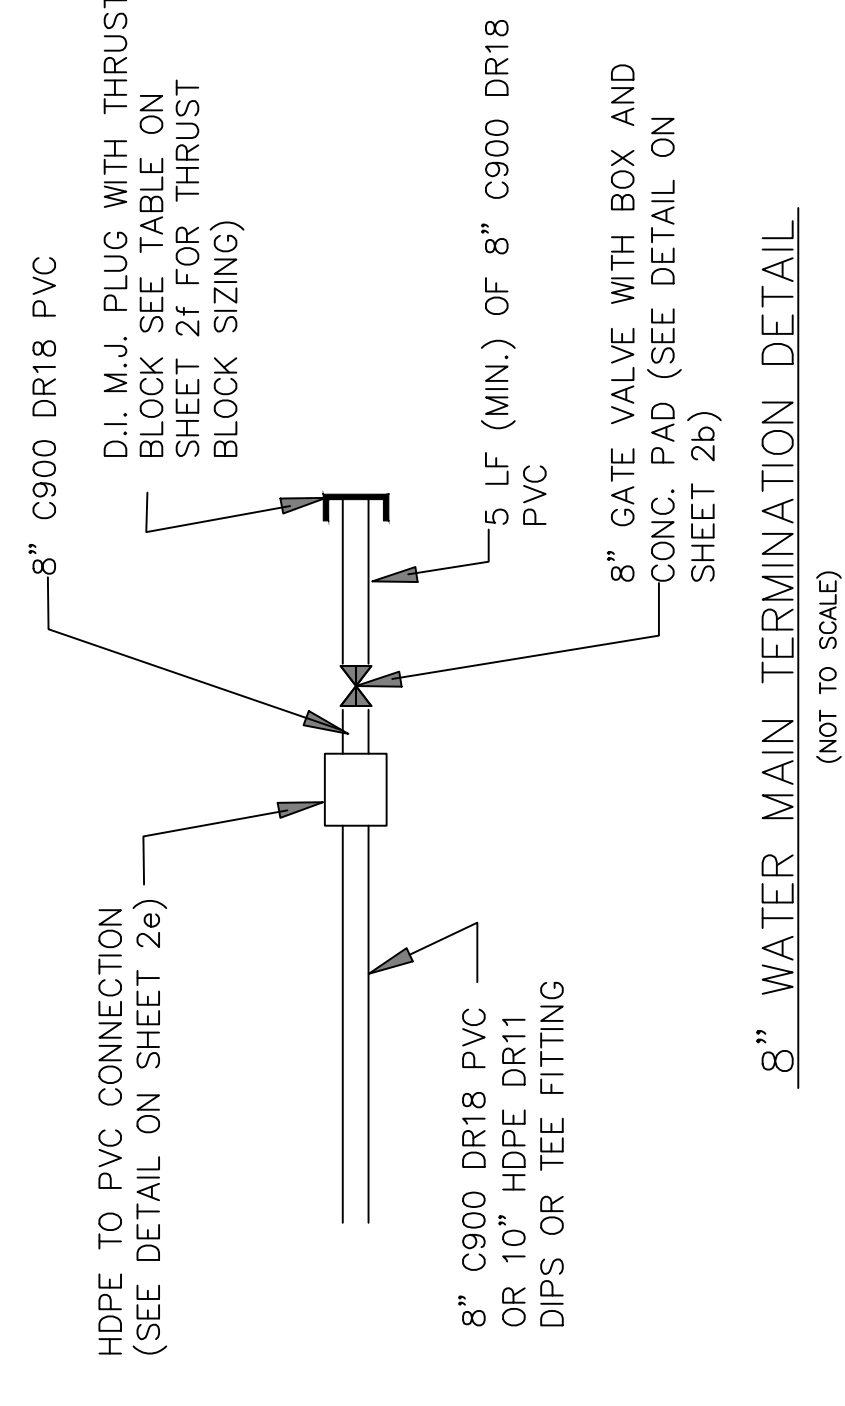 HDPE TO PVC CONNECTION
(SEE DETAIL ON SHEET 2e)
8” C900 DR18 PVC
D.I. M.J. PLUG WITH THRUST
BLOCK SEE TABLE ON
SHEET 2f FOR THRUST
BLOCK SIZING)
8” C900 DR18 PVC
OR 10” HDPE DR11
DIPS OR TEE FITTING
5 LF (MIN.) OF 8” C900 DR18
PVC
8” GATE VALVE WITH BOX AND
CONC. PAD (SEE DETAIL ON
SHEET 2b)
8” WATER MAIN TERMINATION DETAIL
(NOT TO SCALE)